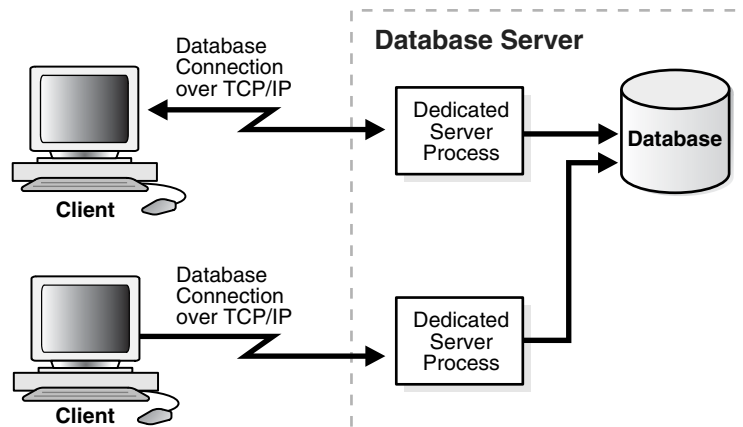 Database
Connection
over TCP/IP
Database Server
Dedicated
Server
Process
Database
Client
Database
Connection
over TCP/IP
Dedicated
Server
Process
Client